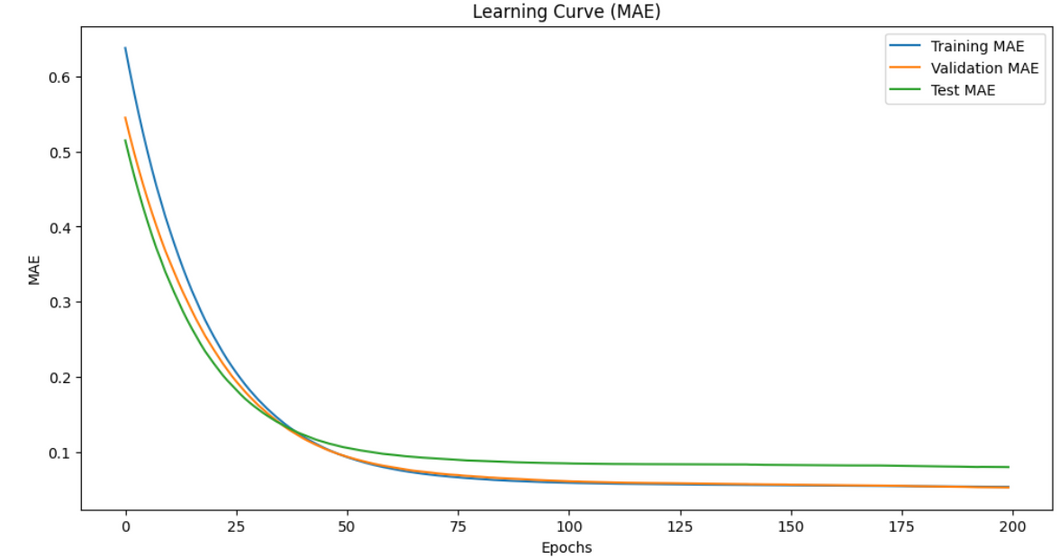 Learning Curve (MAE)
Training MAE
Validation MAE
Test MAE
MAE
0.6
0.5
0.4
0.3
0.2
0.1
0 25 50 75 100 125 150 175 200
Epochs